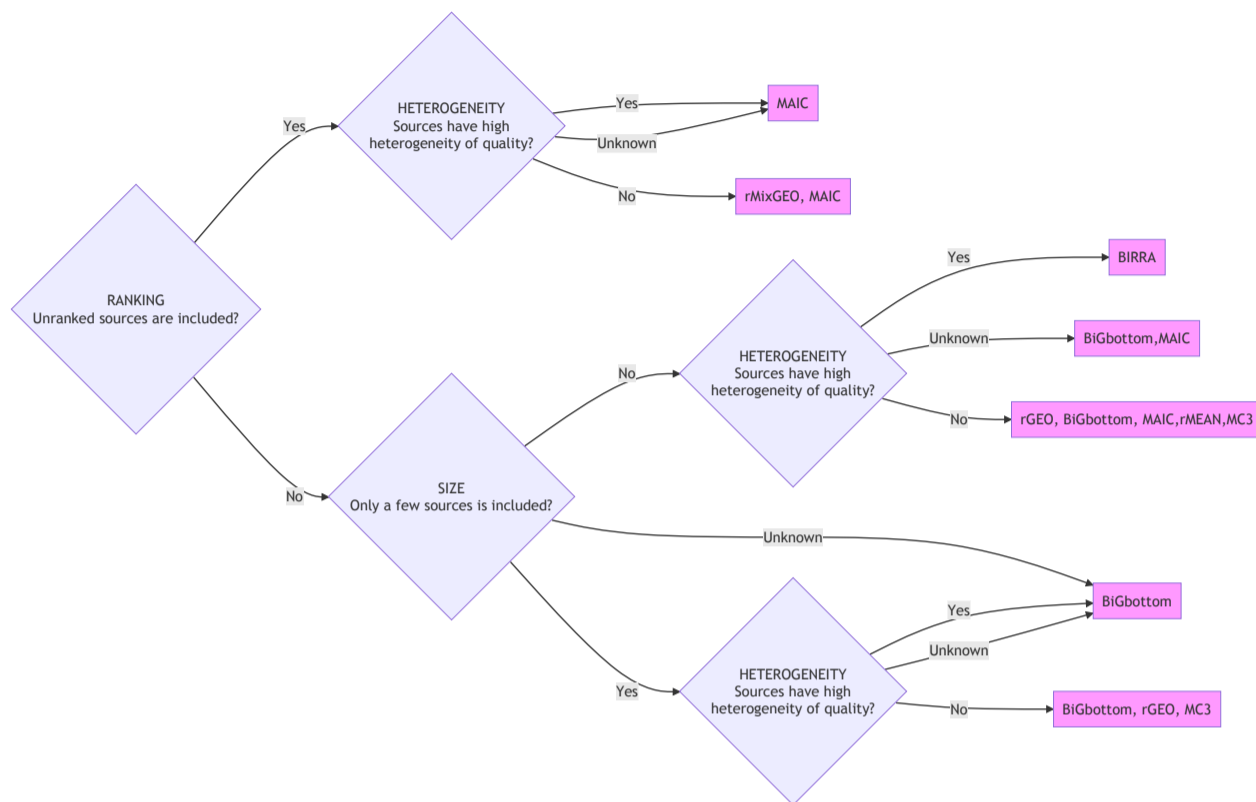 HETEROGENEITY
Sources have high
heterogeneity of quality?
Yes
MAIC
Unknown
No
rMixGEO, MAIC
Yes
RANKING
Unranked sources are included?
No
HETEROGENEITY
Sources have high
heterogeneity of quality?
Yes
BIRRA
Unknown
BiGbottom,MAIC
No
rGEO, BiGbottom, MAIC,rMEAN,MC3
No
SIZE
Only a few sources is included?
Unknown
BiGbottom
Yes
HETEROGENEITY
Sources have high
heterogeneity of quality?
Yes
Unknown
No
BiGbottom, rGEO, MC3